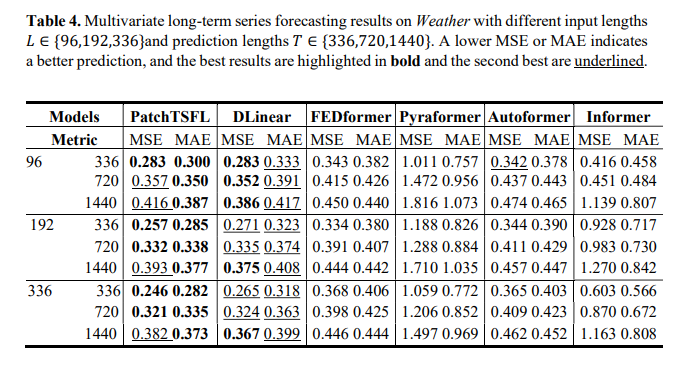 Table 4. Multivariate long-term series forecasting results on Weather with different input lengths
L ∈ {96,192,336}and prediction lengths T ∈ {336,720,1440}. A lower MSE or MAE indicates
a better prediction, and the best results are highlighted in bold and the second best are underlined.
Models PatchTSFL DLinear FEDformer Pyraformer Autoformer Informer
Metric MSE MAE MSE MAE MSE MAE MSE MAE MSE MAE MSE MAE
96 336 0.283 0.300 0.283 0.333 0.343 0.382 1.011 0.757 0.342 0.378 0.416 0.458
720 0.357 0.350 0.352 0.391 0.415 0.426 1.472 0.956 0.437 0.443 0.451 0.484
1440 0.416 0.387 0.386 0.417 0.450 0.440 1.816 1.073 0.474 0.465 1.139 0.807
192 336 0.257 0.285 0.271 0.323 0.334 0.380 1.188 0.826 0.344 0.390 0.928 0.717
720 0.332 0.338 0.335 0.374 0.391 0.407 1.288 0.884 0.411 0.429 0.983 0.730
1440 0.393 0.377 0.375 0.408 0.444 0.442 1.710 1.035 0.457 0.447 1.270 0.842
336 336 0.246 0.282 0.265 0.318 0.368 0.406 1.059 0.772 0.365 0.403 0.603 0.566
720 0.321 0.335 0.324 0.363 0.398 0.425 1.206 0.852 0.409 0.423 0.870 0.672
1440 0.382 0.373 0.367 0.399 0.446 0.444 1.497 0.969 0.462 0.452 1.163 0.808